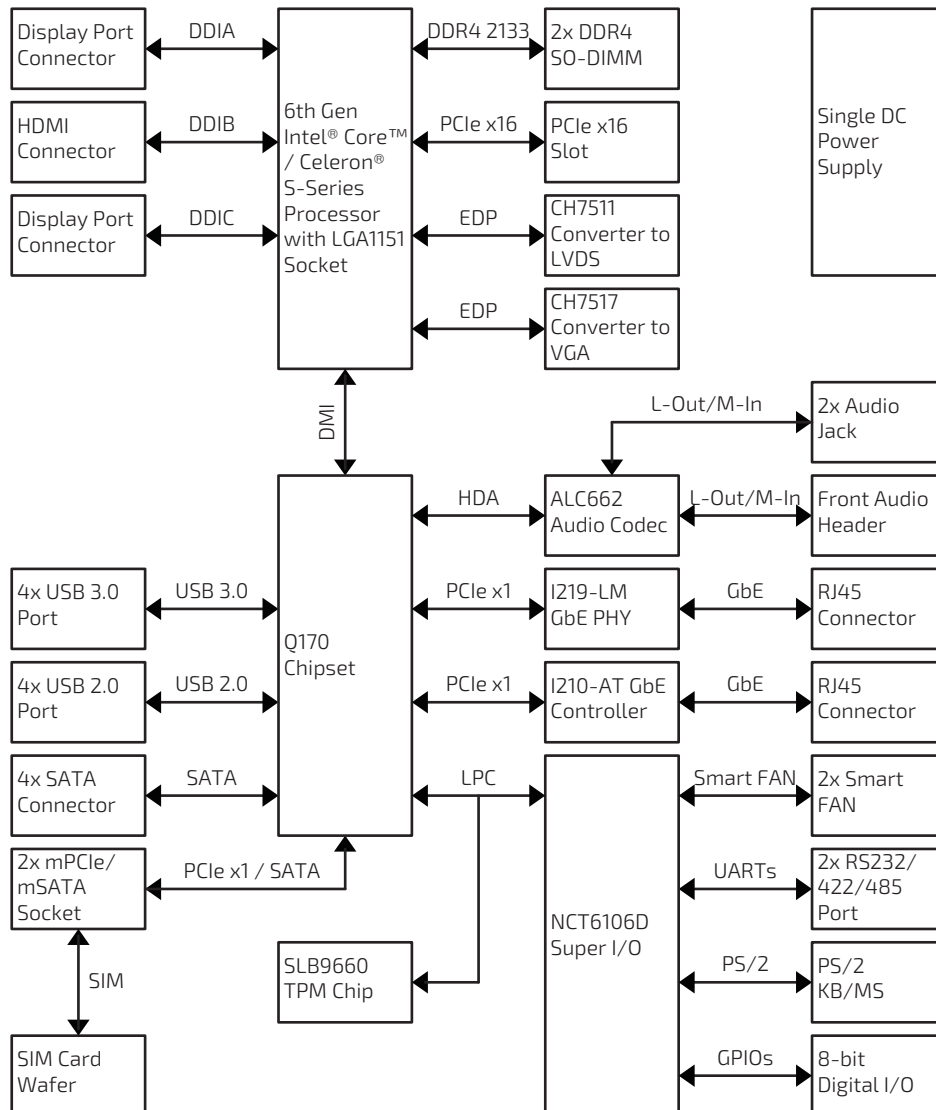 Display Port
Connector
DDIA
DDR4 2133
2x DDR4
SO-DIMM
HDMI
Connector
DDIB
6th Gen
Intel® Core™
/ Celeron®
S-Series
Processor
with LGA1151
Socket
PCIe x16
PCIe x16
Slot
Single DC
Power
Supply
Display Port
Connector
DDIC
EDP
CH7511
Converter to
LVDS
EDP
CH7517
Converter to
VGA
DMI
L-Out/M-In
2x Audio
Jack
HDA
ALC662
Audio Codec
L-Out/M-In
Front Audio
Header
4x USB 3.0
Port
USB 3.0
Q170
Chipset
PCIe x1
I219-LM
GbE PHY
GbE
RJ45
Connector
4x USB 2.0
Port
USB 2.0
PCIe x1
I210-AT GbE
Controller
GbE
RJ45
Connector
4x SATA
Connector
SATA
LPC
Smart FAN
2x Smart
FAN
2x mPCIe/
mSATA
Socket
PCIe x1 / SATA
NCT6106D
Super I/O
UARTs
2x RS232/
422/485
Port
SIM
SLB9660
TPM Chip
PS/2
PS/2
KB/MS
SIM Card
Wafer
GPIOs
8-bit
Digital I/O